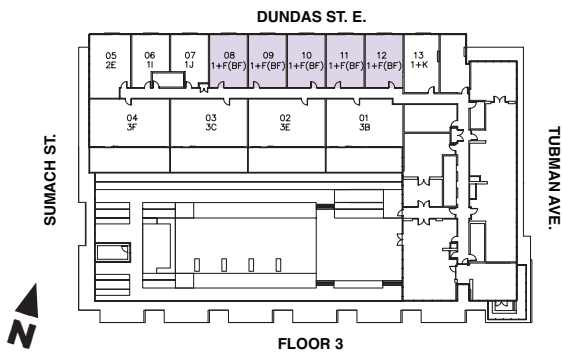 DUNDAS ST. E.
05
2E
06
1I
07
1J
08
1+F(BF)
09
1+F(BF)
10
1+F(BF)
11
1+F(BF)
12
1+F(BF)
13
1+K
04
3F
03
3C
02
3E
01
3B
SUMACH ST.
TUBMAN AVE.
N
FLOOR 3